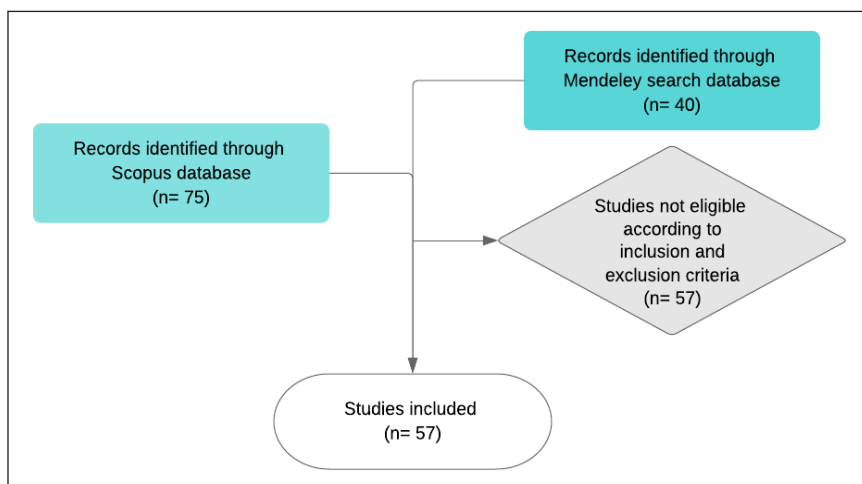 Records identified through
Mendeley search database
(n= 40)
Records identified through
Scopus database
(n= 75)
Studies not eligible
according to
inclusion and
exclusion criteria
(n= 57)
Studies included
(n= 57)